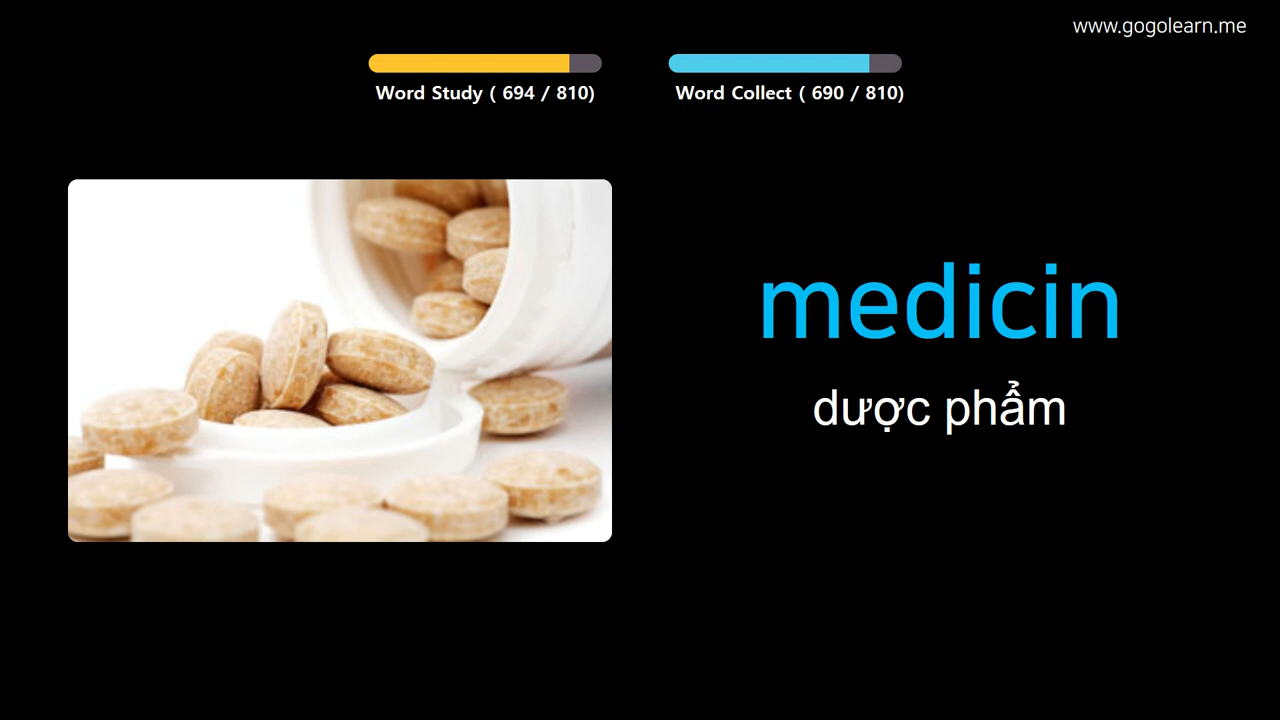 www.gogolearn.me
Word Study ( 694 / 810)
Word Collect ( 690 / 810)
medicin
dược phẩm